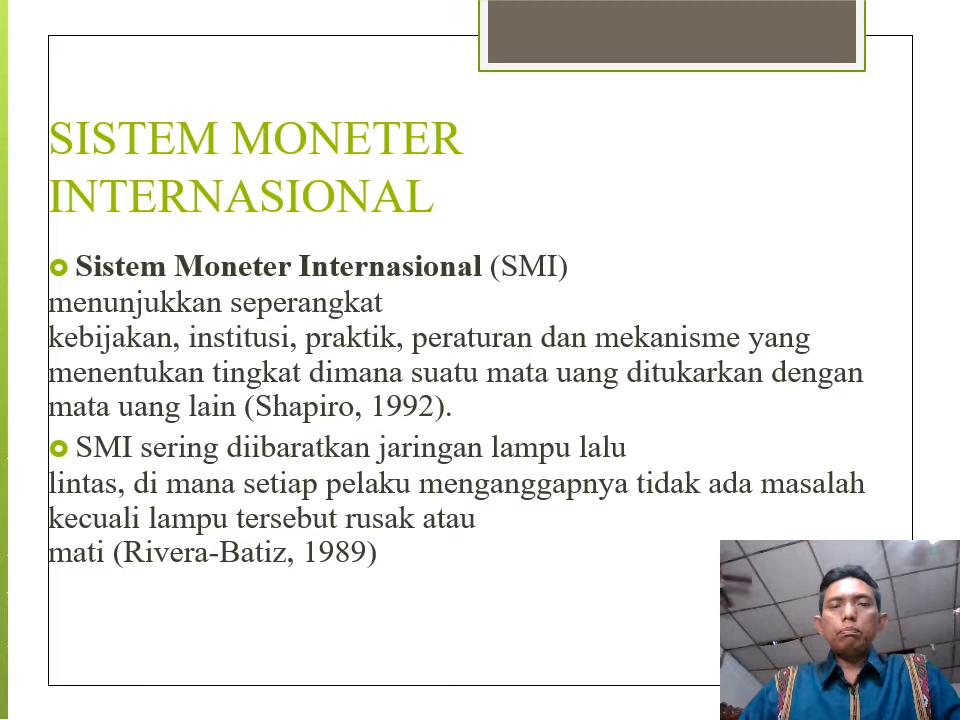 SISTEM MONETER
INTERNASIONAL
Sistem Moneter Internasional (SMI)
menunjukkan seperangkat
kebijakan, institusi, praktik, peraturan dan mekanisme yang
menentukan tingkat dimana suatu mata uang ditukarkan dengan
mata uang lain (Shapiro, 1992).
SMI sering diibaratkan jaringan lampu lalu
lintas, di mana setiap pelaku menganggapnya tidak ada masalah
kecuali lampu tersebut rusak atau
mati (Rivera-Batiz, 1989)